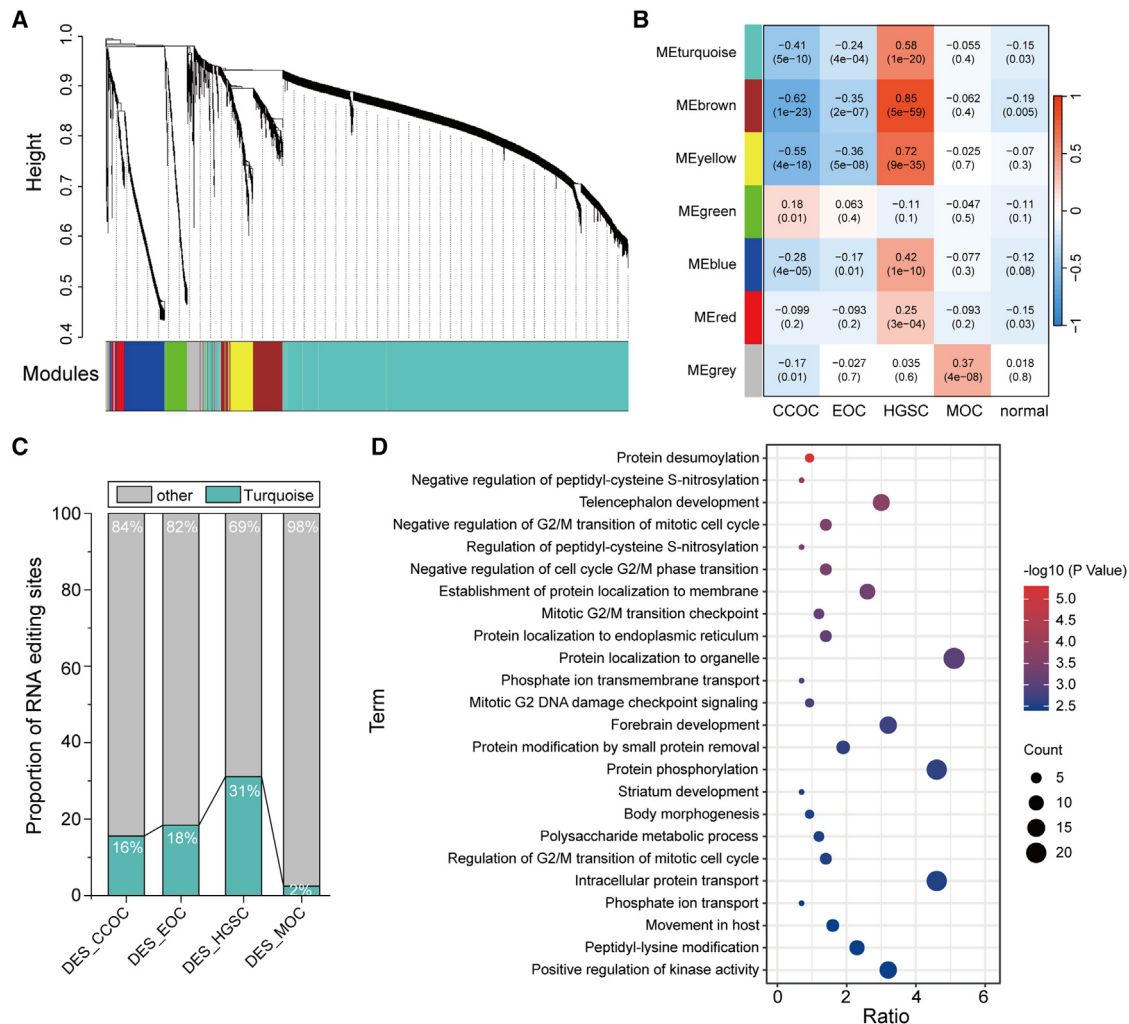 A
1.0
0.9
0.8
0.7
0.6
0.5
0.4
Height
Modules
B
MEturquoise
−0.41 −0.24 0.58 −0.055 −0.15
(5e-10) (4e-04) (1e-20) (0.4) (0.03)
MEbrown
−0.62 −0.35 0.85 −0.062 −0.19
(1e-23) (2e-07) (5e-59) (0.4) (0.005)
MEyellow
−0.55 −0.36 0.72 −0.025 −0.07
(4e-18) (5e-08) (9e-35) (0.7) (0.3)
MEgreen
0.18 0.063 −0.11 −0.047 −0.11
(0.01) (0.4) (0.1) (0.5) (0.1)
MEblue
−0.28 −0.17 0.42 −0.077 −0.12
(4e-05) (0.01) (1e-10) (0.3) (0.08)
MEred
−0.099 −0.093 0.25 −0.093 −0.15
(0.2) (0.2) (3e-04) (0.2) (0.03)
MEgrey
−0.17 −0.027 0.035 0.37 0.018
(0.01) (0.7) (0.6) (4e-08) (0.8)
CCOC EOC HGSC MOC normal
1
0.5
0
−0.5
−1
C
other Turquoise
100
80
60
40
20
0
Proportion of RNA editing sites
84% 82% 69% 98%
16% 18% 31% 2%
DES_CCOC DES_EOC DES_HGSC DES_MOC
D
Term
Protein desumoylation
Negative regulation of peptidyl-cysteine S-nitrosylation
Telencephalon development
Negative regulation of G2/M transition of mitotic cell cycle
Regulation of peptidyl-cysteine S-nitrosylation
Negative regulation of cell cycle G2/M phase transition
Establishment of protein localization to membrane
Mitotic G2/M transition checkpoint
Protein localization to endoplasmic reticulum
Protein localization to organelle
Phosphate ion transmembrane transport
Mitotic G2 DNA damage checkpoint signaling
Forebrain development
Protein modification by small protein removal
Protein phosphorylation
Striatum development
Body morphogenesis
Polysaccharide metabolic process
Regulation of G2/M transition of mitotic cell cycle
Intracellular protein transport
Phosphate ion transport
Movement in host
Peptidyl-lysine modification
Positive regulation of kinase activity
0 2 4 6
Ratio
-log10 (P Value)
5.0
4.5
4.0
3.5
3.0
2.5
Count
5
10
15
20